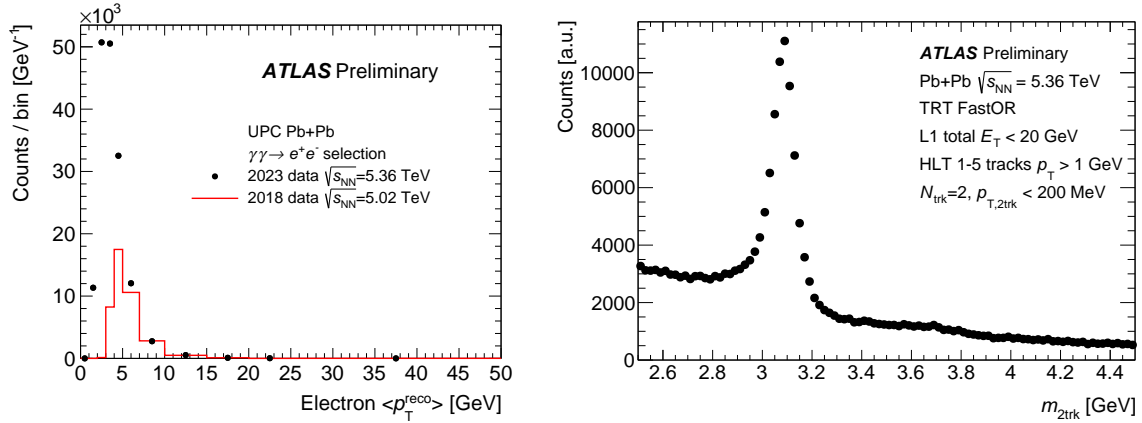 ×10³
50
40
30
20
10
0
Counts / bin [GeV⁻¹]
ATLAS Preliminary
UPC Pb+Pb
γγ→ e⁺e⁻ selection
2023 data √sNN=5.36 TeV
2018 data √sNN=5.02 TeV
0 5 10 15 20 25 30 35 40 45 50
Electron <pTreco> [GeV]
10000
8000
6000
4000
2000
0
Counts [a.u.]
ATLAS Preliminary
Pb+Pb √sNN = 5.36 TeV
TRT FastOR
L1 total ET < 20 GeV
HLT 1-5 tracks pT > 1 GeV
Ntrk=2, pT,2trk < 200 MeV
2.6 2.8 3 3.2 3.4 3.6 3.8 4 4.2 4.4
m2trk [GeV]